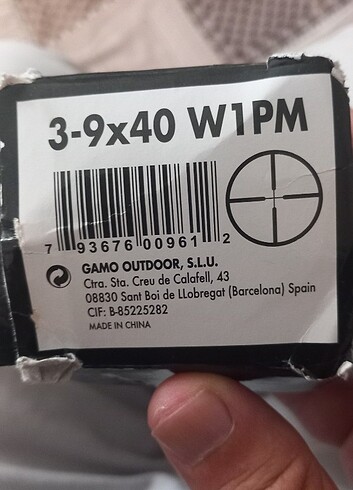 3-9x40 W1PM
7 93676 00961 2
GAMO OUTDOOR, S.L.U.
Ctra. Sta. Creu de Calafell, 43
08830 Sant Boi de LLobregat (Barcelona) Spain
CIF: B-85225282
MADE IN CHINA